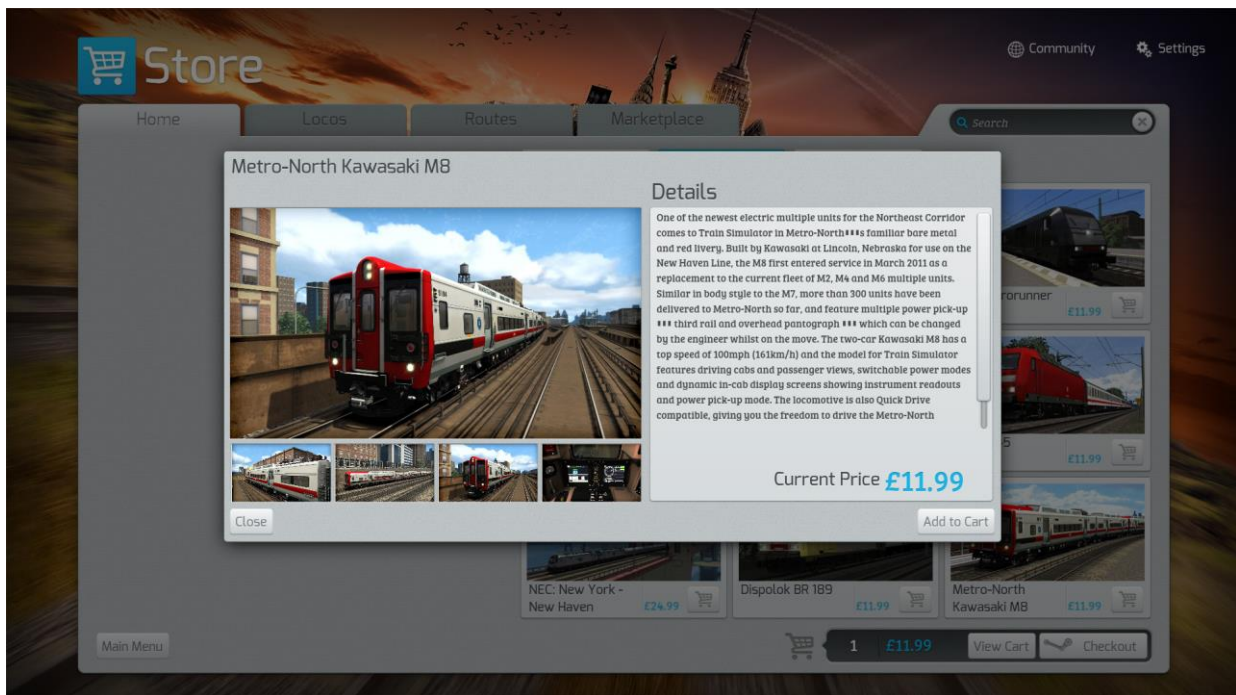 Store
Community
Settings
Home
Locos
Routes
Marketplace
Search
Metro-North Kawasaki M8
Details
One of the newest electric multiple units for the Northeast Corridor
comes to Train Simulator in Metro-North▮▮▮s familiar bare metal
and red livery. Built by Kawasaki at Lincoln, Nebraska for use on the
New Haven Line, the M8 first entered service in March 2011 as a
replacement to the current fleet of M2, M4 and M6 multiple units.
Similar in body style to the M7, more than 300 units have been
delivered to Metro-North so far, and feature multiple power pick-up
▮▮▮ third rail and overhead pantograph ▮▮▮ which can be changed
by the engineer whilst on the move. The two-car Kawasaki M8 has a
top speed of 100mph (161km/h) and the model for Train Simulator
features driving cabs and passenger views, switchable power modes
and dynamic in-cab display screens showing instrument readouts
and power pick-up mode. The locomotive is also Quick Drive
compatible, giving you the freedom to drive the Metro-North
Current Price £11.99
Close
Add to Cart
rorunner
£11.99
£11.99
NEC: New York -
New Haven
£24.99
Dispolok BR 189
£11.99
Metro-North
Kawasaki M8
£11.99
Main Menu
1
£11.99
View Cart
Checkout